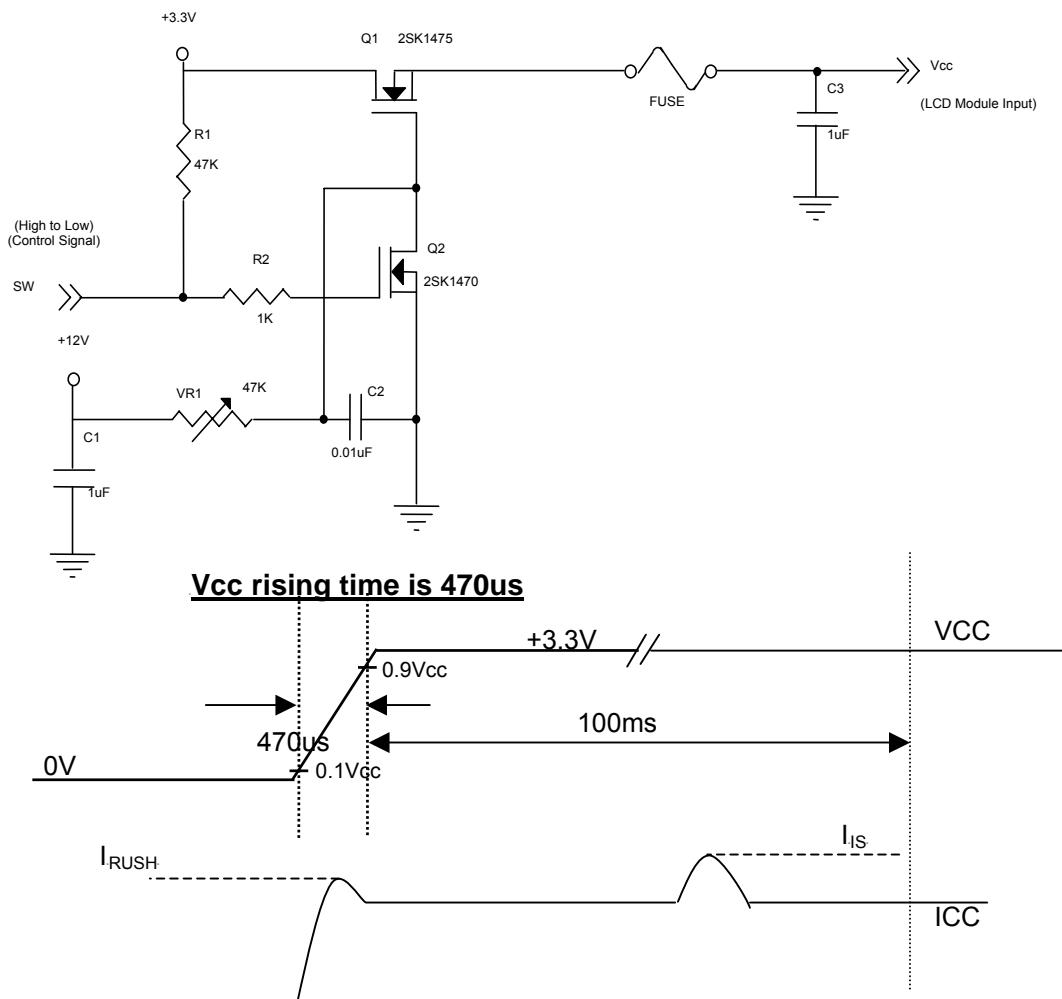 +3.3V
Q1
2SK1475
Vcc
FUSE
C3
(LCD Module Input)
R1
1uF
47K
(High to Low)
(Control Signal)
Q2
R2
SW
2SK1470
1K
+12V
VR1
47K
C2
C1
0.01uF
1uF
Vcc rising time is 470us
+3.3V
VCC
0.9Vcc
100ms
470us
0V
0.1Vcc
IRUSH
IIS
ICC